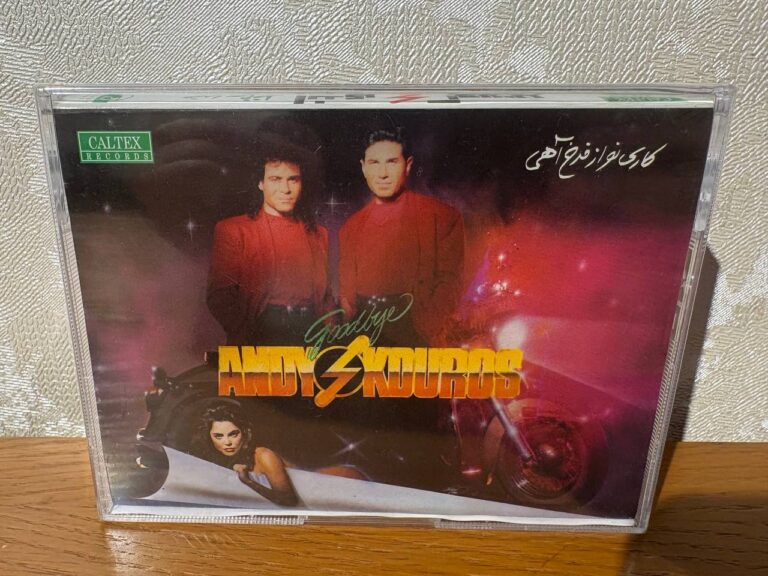 CALTEX
RECORDS
کاری نو از فرخ آهی
Goodbye
ANDY KOUROS